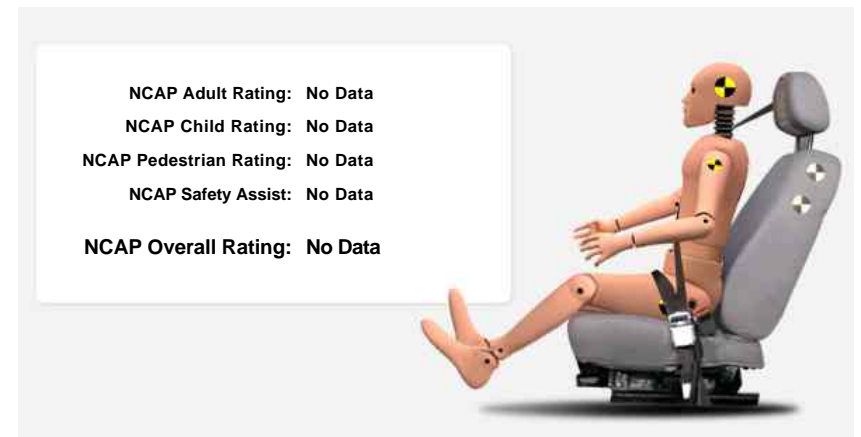 NCAP Adult Rating: No Data
NCAP Child Rating: No Data
NCAP Pedestrian Rating: No Data
NCAP Safety Assist: No Data
NCAP Overall Rating: No Data